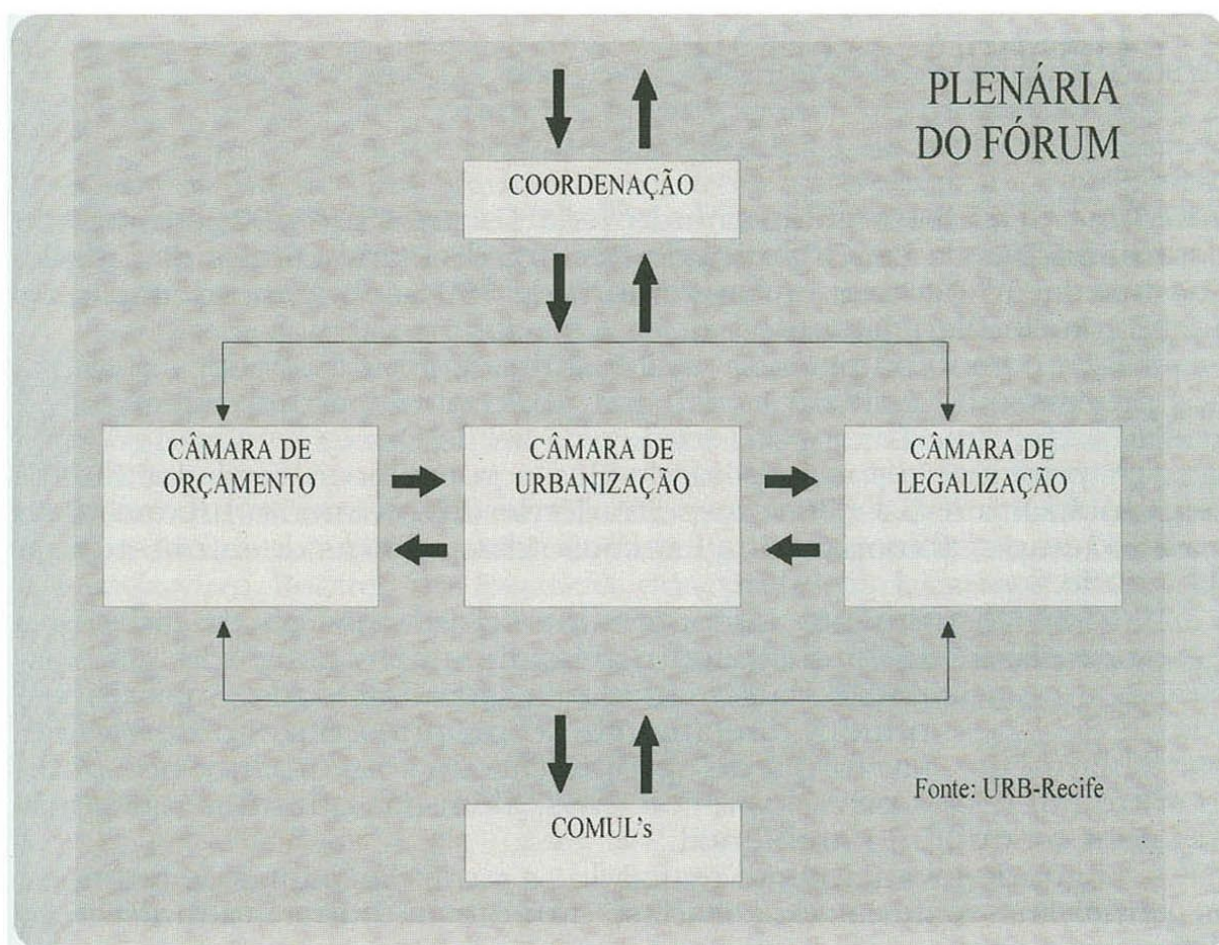 PLENÁRIA
DO FÓRUM
COORDENAÇÃO
CÂMARA DE
ORÇAMENTO
CÂMARA DE
URBANIZAÇÃO
CÂMARA DE
LEGALIZAÇÃO
Fonte: URB-Recife
COMUL's